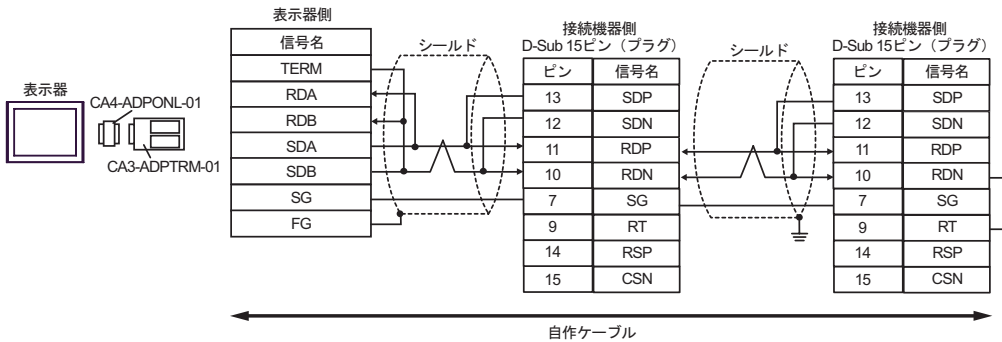 表示器
CA4-ADPONL-01
CA3-ADPTRM-01
表示器側
信号名
TERM
RDA
RDB
SDA
SDB
SG
FG
シールド
接続機器側
D-Sub 15ピン（プラグ）
ピン 信号名
13 SDP
12 SDN
11 RDP
10 RDN
7 SG
9 RT
14 RSP
15 CSN
シールド
接続機器側
D-Sub 15ピン（プラグ）
ピン 信号名
13 SDP
12 SDN
11 RDP
10 RDN
7 SG
9 RT
14 RSP
15 CSN
自作ケーブル